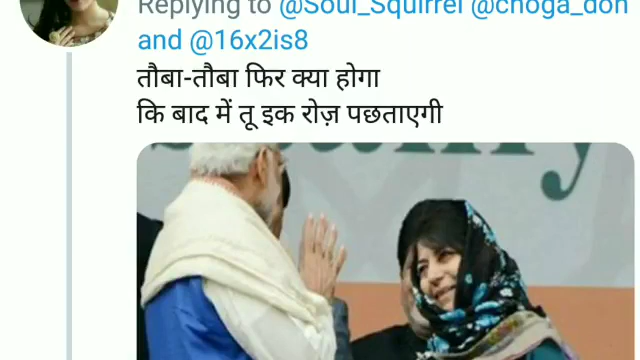 Replying to @Soul_Squirrel @choga_don
and @16x2is8
तौबा-तौबा फिर क्या होगा
कि बाद में तू इक रोज़ पछताएगी